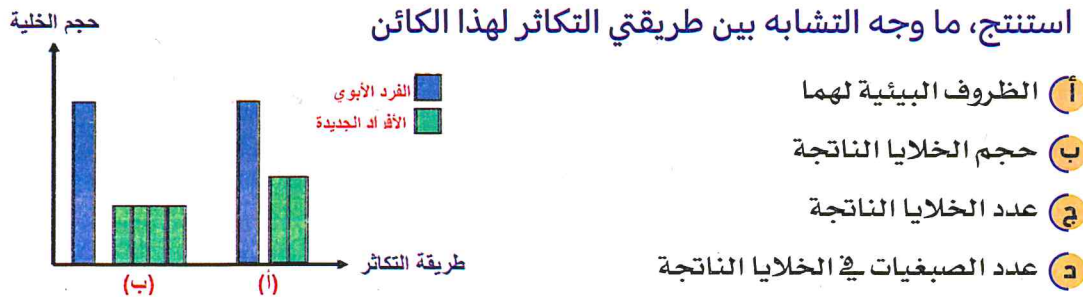 استنتج، ما وجه التشابه بين طريقتي التكاثر لهذا الكائن
أ الظروف البيئية لهما
ب حجم الخلايا الناتجة
ج عدد الخلايا الناتجة
د عدد الصبغيات في الخلايا الناتجة
حجم الخلية
الفرد الأبوي
الأفراد الجديدة
طريقة التكاثر
(أ)
(ب)